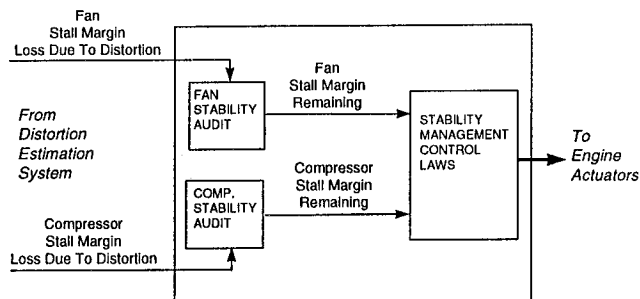 Fan
Stall Margin
Loss Due To Distortion
From
Distortion
Estimation
System
Compressor
Stall Margin
Loss Due To Distortion
FAN
STABILITY
AUDIT
COMP.
STABILITY
AUDIT
Fan
Stall Margin
Remaining
Compressor
Stall Margin
Remaining
STABILITY
MANAGEMENT
CONTROL
LAWS
To
Engine
Actuators